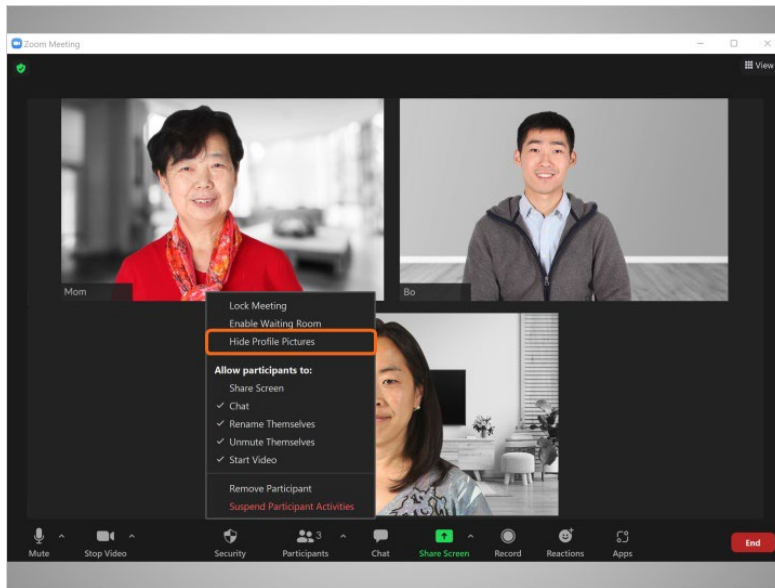 Zoom Meeting
View
Mom
Bo
Lock Meeting
Enable Waiting Room
Hide Profile Pictures
Allow participants to:
Share Screen
✓ Chat
✓ Rename Themselves
✓ Unmute Themselves
✓ Start Video
Remove Participant
Suspend Participant Activities
3
Mute Stop Video Security Participants Chat Share Screen Record Reactions Apps End